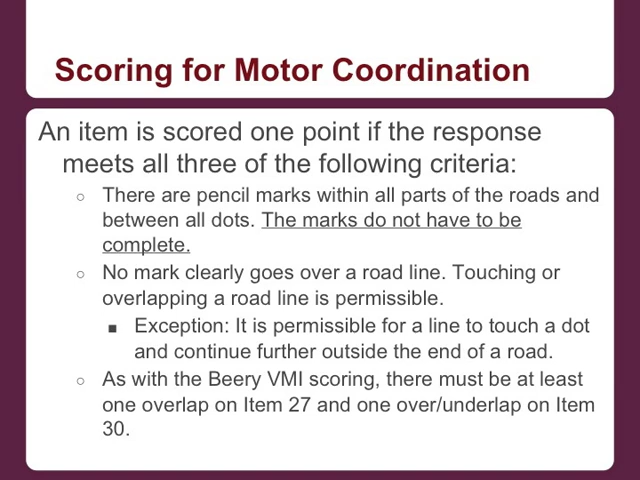 Scoring for Motor Coordination
An item is scored one point if the response
meets all three of the following criteria:
○ There are pencil marks within all parts of the roads and
between all dots. The marks do not have to be
complete.
○ No mark clearly goes over a road line. Touching or
overlapping a road line is permissible.
■ Exception: It is permissible for a line to touch a dot
and continue further outside the end of a road.
○ As with the Beery VMI scoring, there must be at least
one overlap on Item 27 and one over/underlap on Item
30.